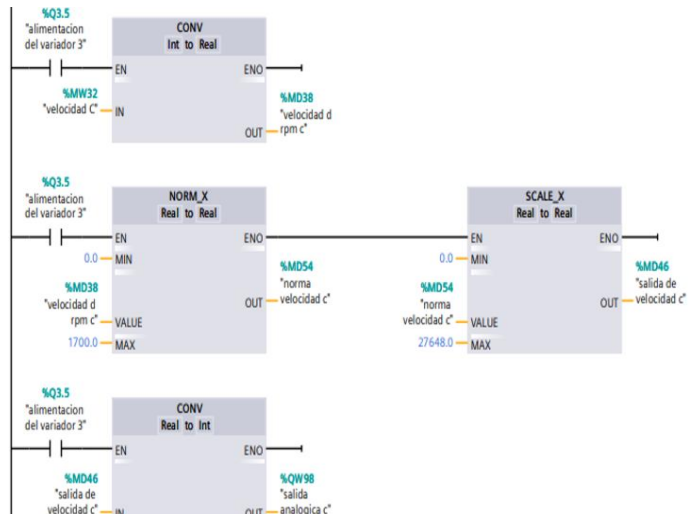 %Q3.5
"alimentacion
del variador 3"
CONV
Int to Real
EN
ENO
%MW32
"velocidad C"
IN
%MD38
"velocidad d
rpm c"
OUT
%Q3.5
"alimentacion
del variador 3"
NORM_X
Real to Real
EN
ENO
0.0
MIN
%MD38
"velocidad d
rpm c"
VALUE
1700.0
MAX
%MD54
"norma
velocidad c"
OUT
SCALE_X
Real to Real
EN
ENO
0.0
MIN
%MD54
"norma
velocidad c"
VALUE
27648.0
MAX
%MD46
"salida de
velocidad c"
OUT
%Q3.5
"alimentacion
del variador 3"
CONV
Real to Int
EN
ENO
%MD46
"salida de
velocidad c"
IN
%QW98
"salida
analogica c"
OUT